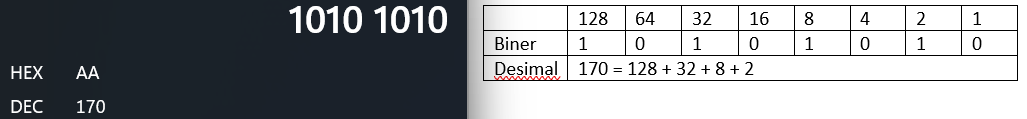 1010 1010
HEX AA
DEC 170
128 64 32 16 8 4 2 1
Biner 1 0 1 0 1 0 1 0
Desimal 170 = 128 + 32 + 8 + 2